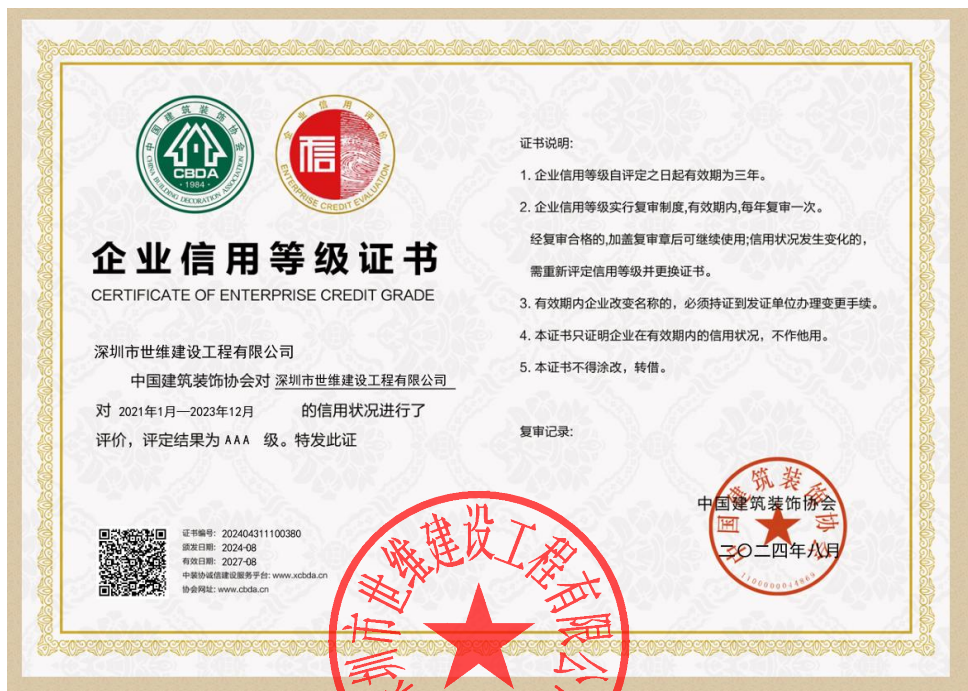 中国建筑装饰协会
CBDA
·1984·
CHINA BUILDING DECORATION ASSOCIATION
企业信用评价
信
ENTERPRISE CREDIT EVALUATION
企业信用等级证书
CERTIFICATE OF ENTERPRISE CREDIT GRADE
深圳市世维建设工程有限公司
中国建筑装饰协会对 深圳市世维建设工程有限公司
对 2021年1月—2023年12月 的信用状况进行了
评价，评定结果为 AAA 级。特发此证
证书编号: 202404311100380
颁发日期: 2024-08
有效日期: 2027-08
中装协诚信建设服务平台: www.xcbda.cn
协会网址: www.cbda.cn
证书说明:
1. 企业信用等级自评定之日起有效期为三年。
2. 企业信用等级实行复审制度,有效期内,每年复审一次。
经复审合格的,加盖复审章后可继续使用;信用状况发生变化的，
需重新评定信用等级并更换证书。
3. 有效期内企业改变名称的，必须持证到发证单位办理变更手续。
4. 本证书只证明企业在有效期内的信用状况，不作他用。
5. 本证书不得涂改，转借。
复审记录:
中国建筑装饰协会
二〇二四年八月
中国建筑装饰协会
1100000044869
圳市世维建设工程有限公